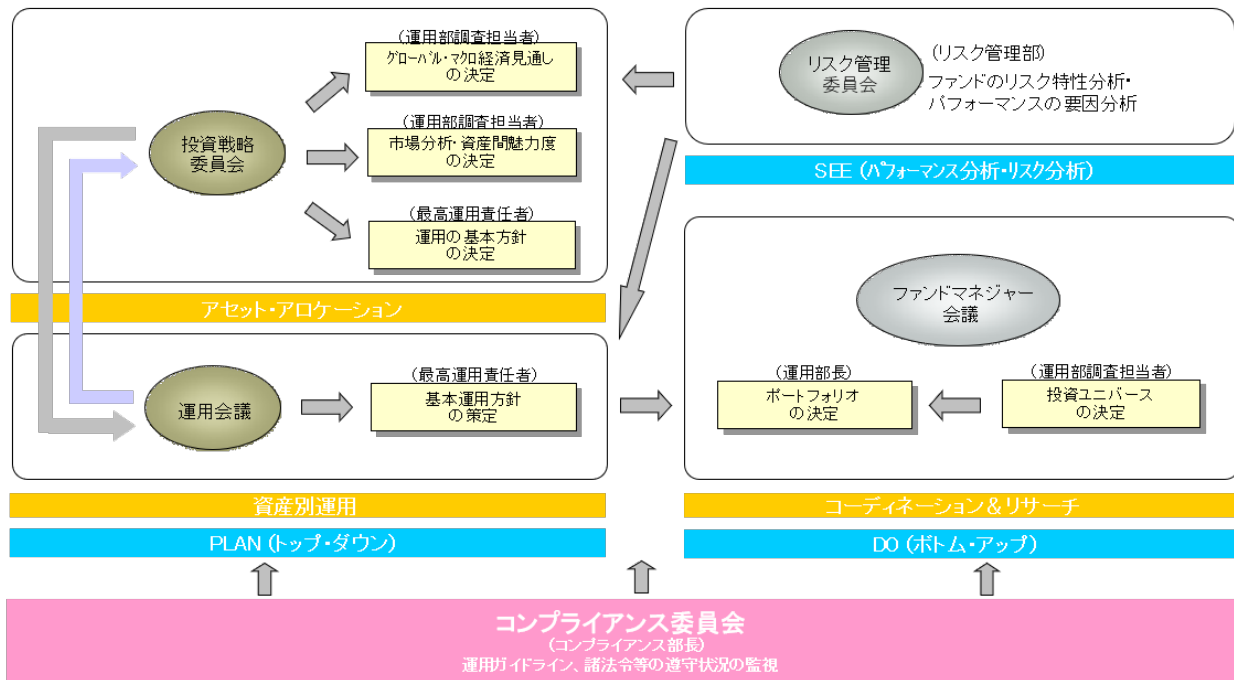 (運用部調査担当者)
グローバル・マクロ経済見通し
の決定
投資戦略
委員会
(運用部調査担当者)
市場分析・資産間魅力度
の決定
(最高運用責任者)
運用の基本方針
の決定
アセット・アロケーション
運用会議
(最高運用責任者)
基本運用方針
の策定
資産別運用
PLAN (トップ・ダウン)
リスク管理
委員会
(リスク管理部)
ファンドのリスク特性分析・
パフォーマンスの要因分析
SEE (パフォーマンス分析・リスク分析)
ファンドマネジャー
会議
(運用部長)
ポートフォリオ
の決定
(運用部調査担当者)
投資ユニバース
の決定
コーディネーション&リサーチ
DO (ボトム・アップ)
コンプライアンス委員会
(コンプライアンス部長)
運用ガイドライン、諸法令等の遵守状況の監視